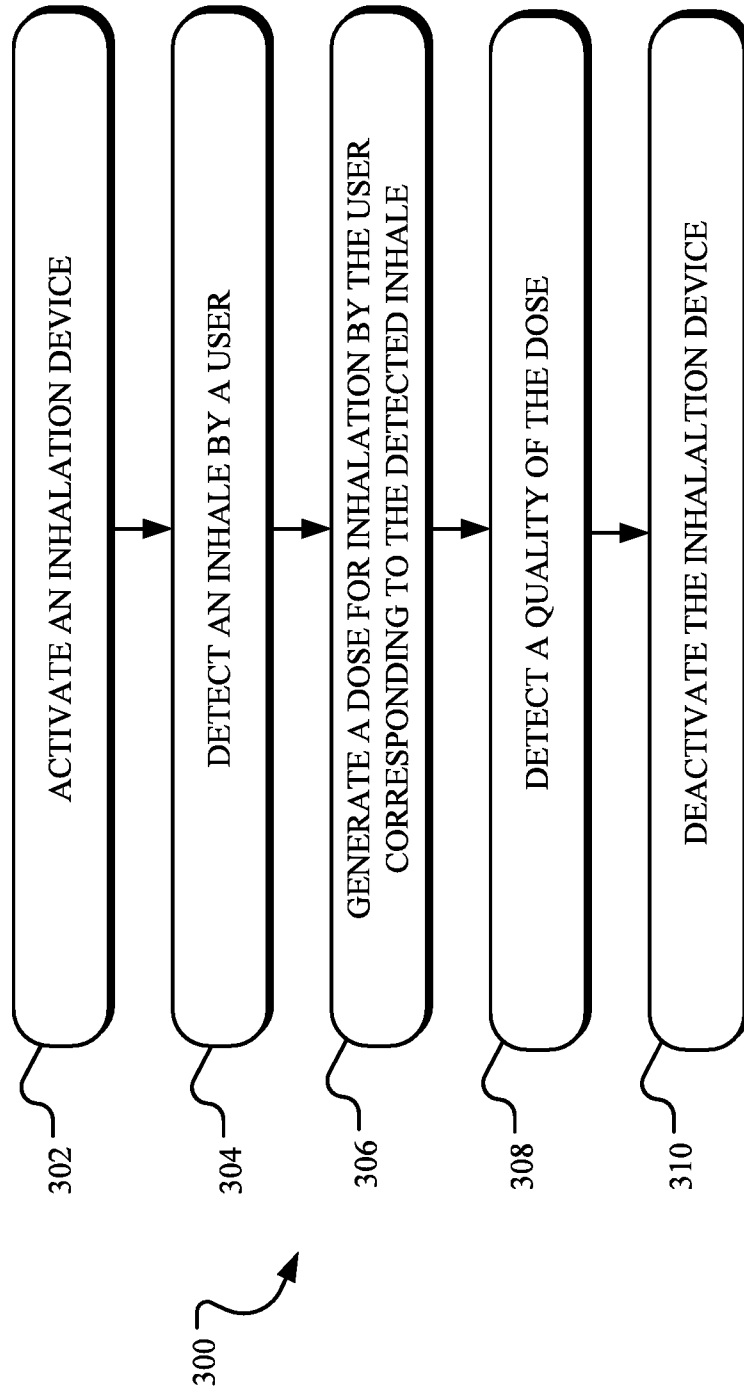 300
302
ACTIVATE AN INHALATION DEVICE
304
DETECT AN INHALE BY A USER
306
GENERATE A DOSE FOR INHALATION BY THE USER
CORRESPONDING TO THE DETECTED INHALE
308
DETECT A QUALITY OF THE DOSE
310
DEACTIVATE THE INHALALTION DEVICE